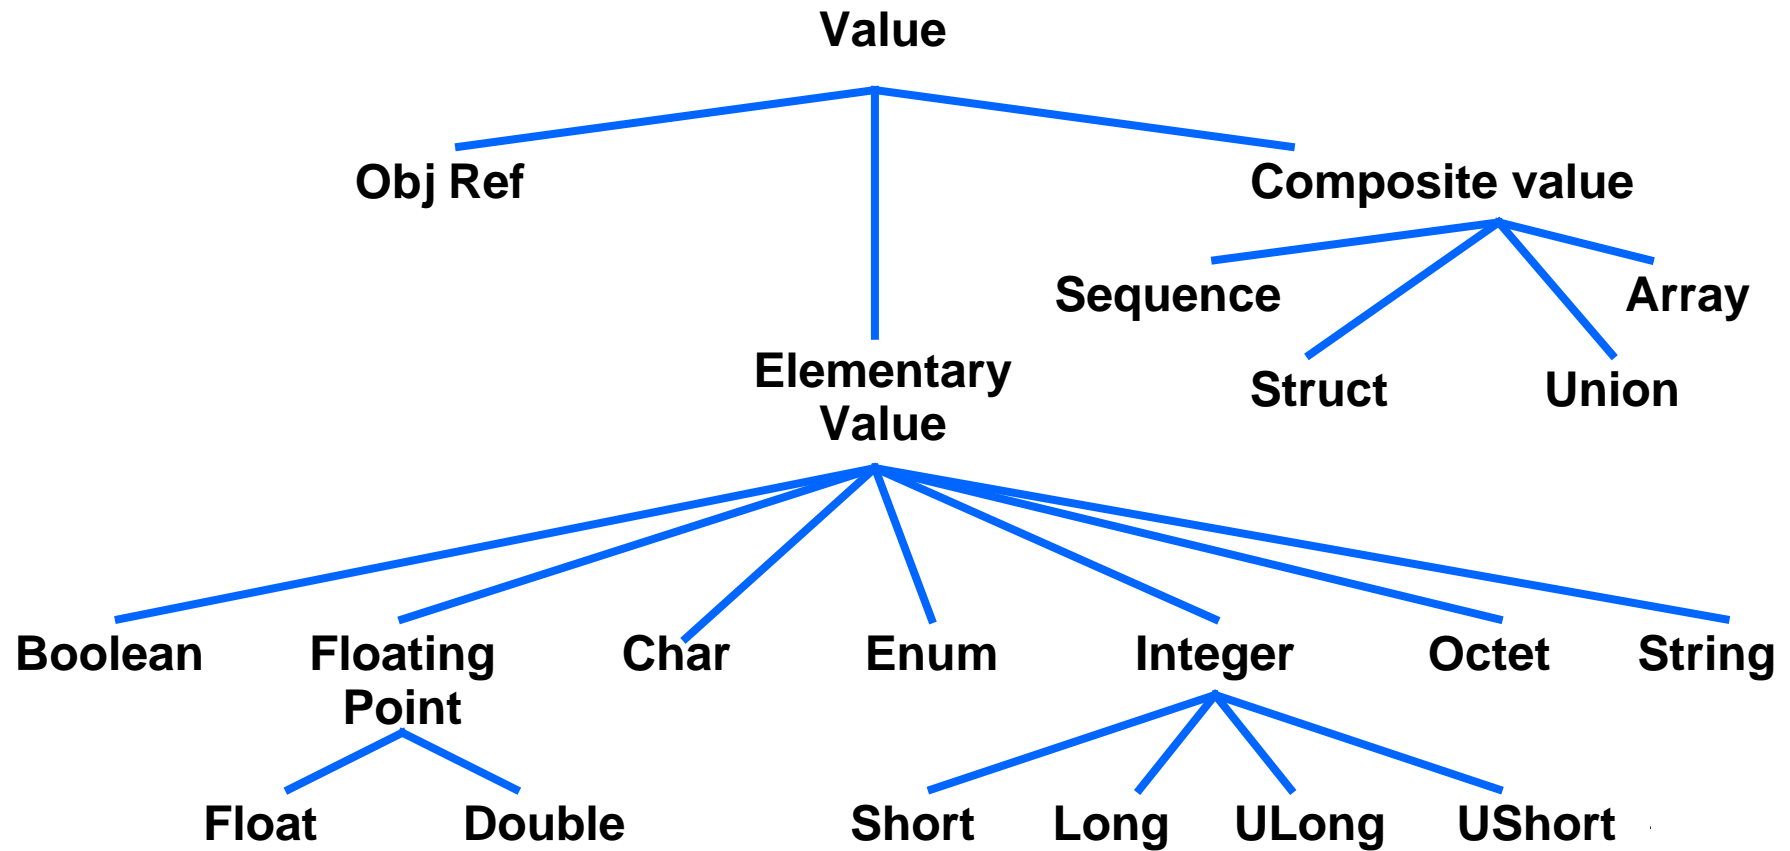 Value
Obj Ref
Composite value
Sequence
Array
Struct
Union
Elementary
Value
Boolean
Floating
Point
Char
Enum
Integer
Octet
String
Float
Double
Short
Long
ULong
UShort